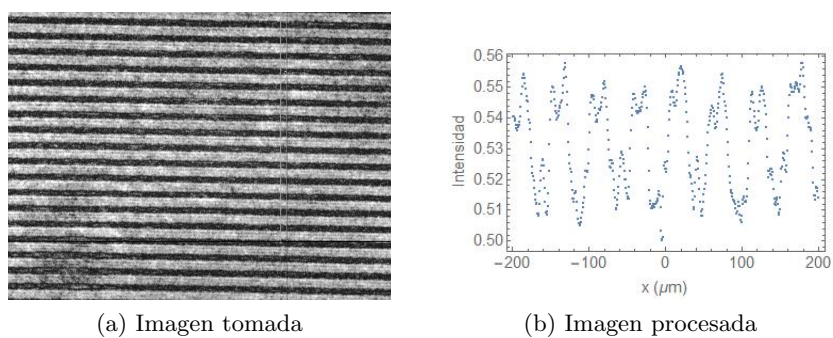 0.56
0.55
0.54
0.53
0.52
0.51
0.50
Intensidad
−200 −100 0 100 200
x (μm)
(a) Imagen tomada
(b) Imagen procesada